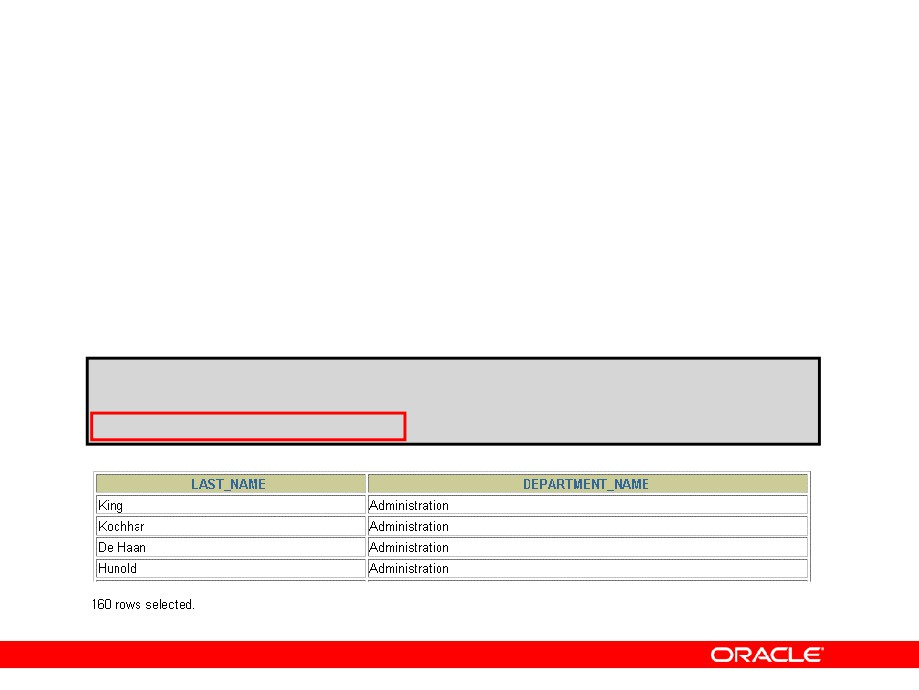 LAST_NAME DEPARTMENT_NAME
King Administration
Kochhar Administration
De Haan Administration
Hunold Administration
160 rows selected.
ORACLE